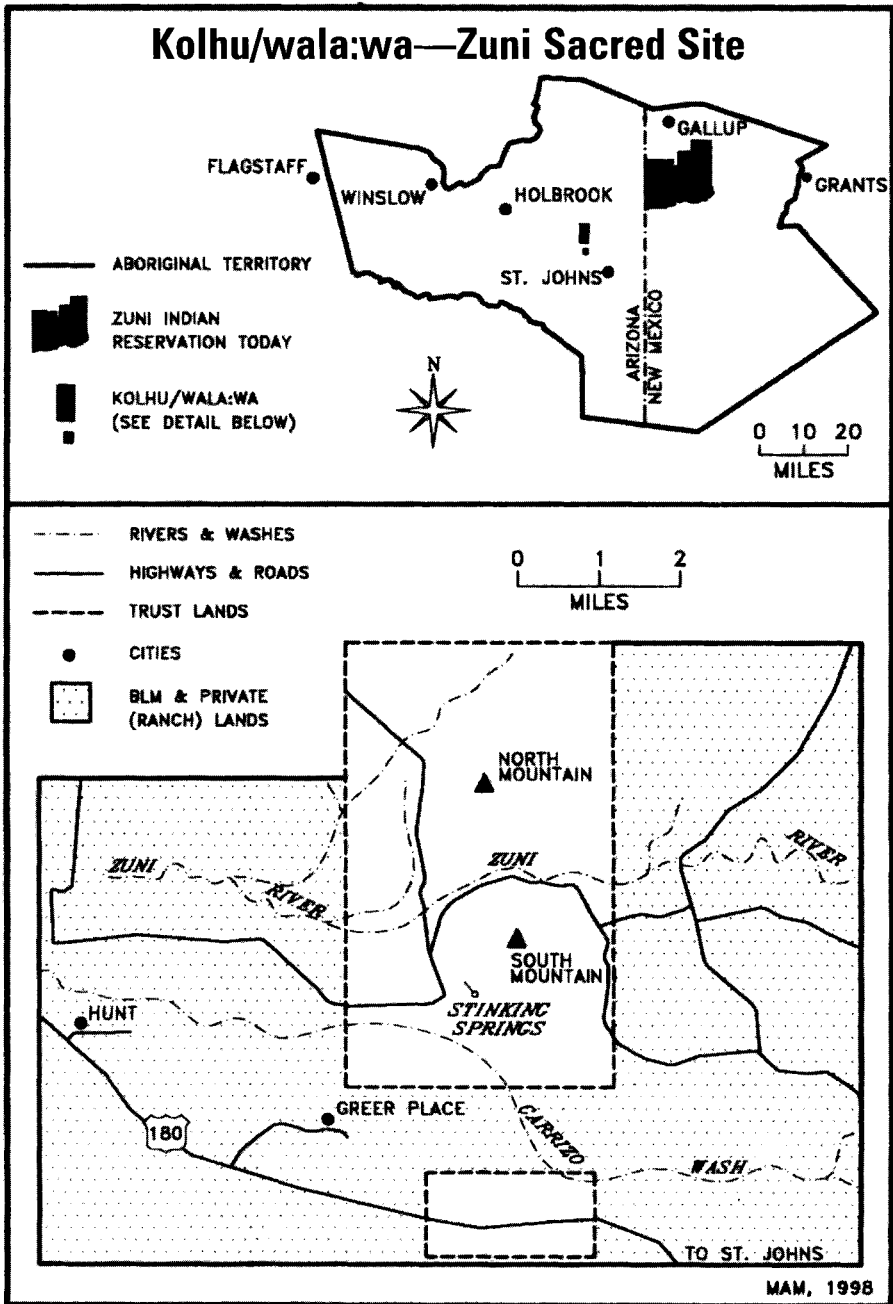 Kolhu/wala:wa—Zuni Sacred Site
GALLUP
FLAGSTAFF
WINSLOW
HOLBROOK
GRANTS
ST. JOHNS
ARIZONA
NEW MEXICO
ABORIGINAL TERRITORY
ZUNI INDIAN
RESERVATION TODAY
KOLHU/WALA:WA
(SEE DETAIL BELOW)
N
0 10 20
MILES
RIVERS & WASHES
HIGHWAYS & ROADS
TRUST LANDS
CITIES
BLM & PRIVATE
(RANCH) LANDS
0 1 2
MILES
NORTH
MOUNTAIN
ZUNI
RIVER
ZUNI
RIVER
SOUTH
MOUNTAIN
STINKING
SPRINGS
HUNT
GREER PLACE
180
CARRIZO
WASH
TO ST. JOHNS
MAM, 1998